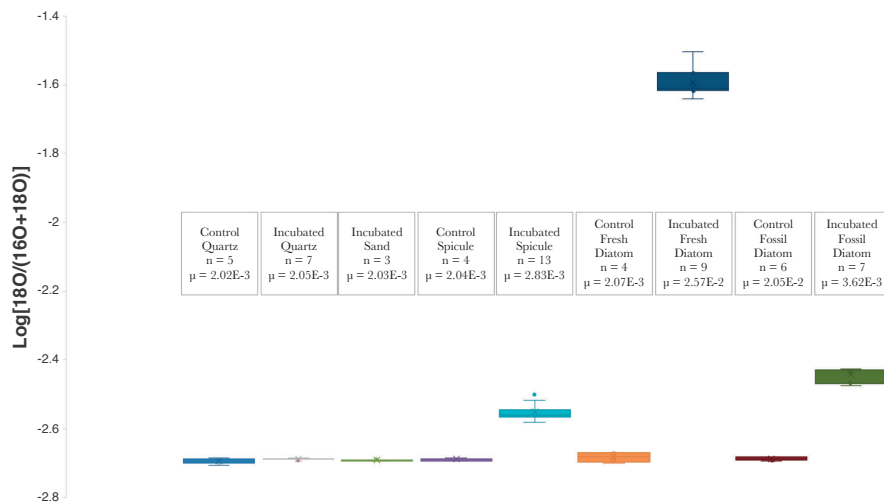 -1.4
-1.6
-1.8
-2
-2.2
-2.4
-2.6
-2.8
Log[18O/(16O+18O)]
Control
Quartz
n = 5
μ = 2.02E-3
Incubated
Quartz
n = 7
μ = 2.05E-3
Incubated
Sand
n = 3
μ = 2.03E-3
Control
Spicule
n = 4
μ = 2.04E-3
Incubated
Spicule
n = 13
μ = 2.83E-3
Control
Fresh
Diatom
n = 4
μ = 2.07E-3
Incubated
Fresh
Diatom
n = 9
μ = 2.57E-2
Control
Fossil
Diatom
n = 6
μ = 2.05E-2
Incubated
Fossil
Diatom
n = 7
μ = 3.62E-3